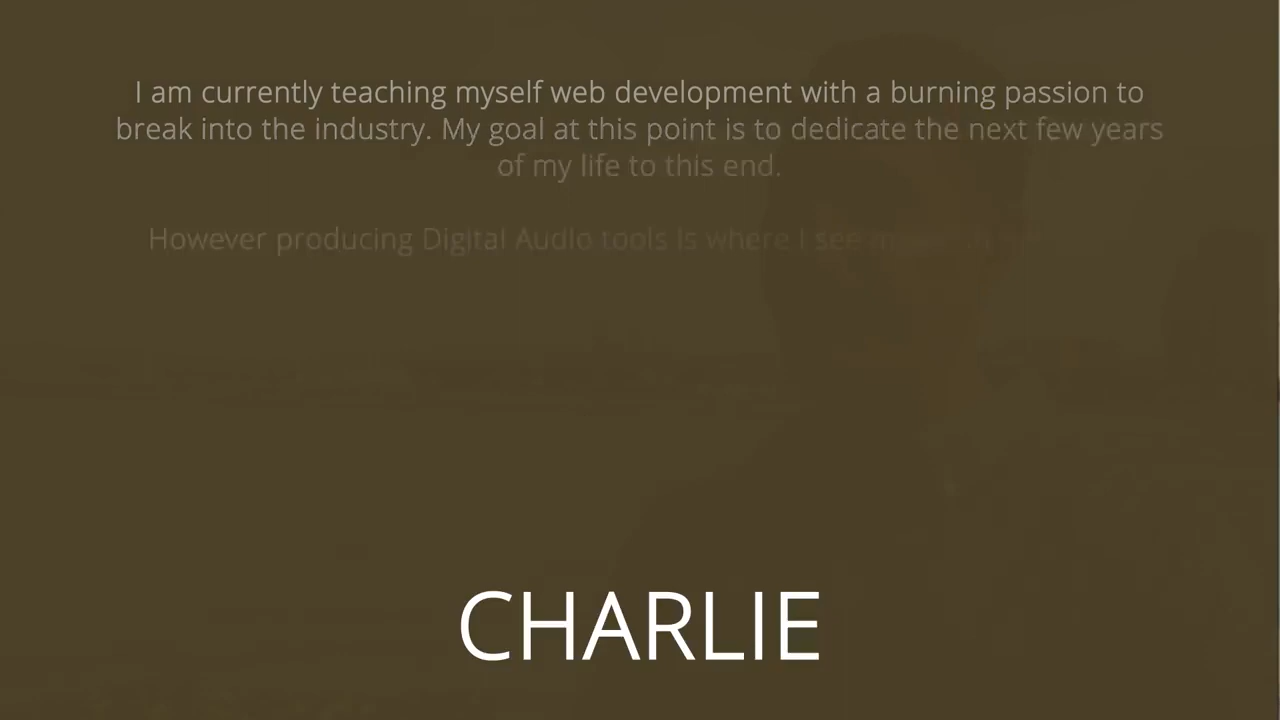 I am currently teaching myself web development with a burning passion to
break into the industry. My goal at this point is to dedicate the next few years
of my life to this end.
However producing Digital Audio tools is where I see
CHARLIE